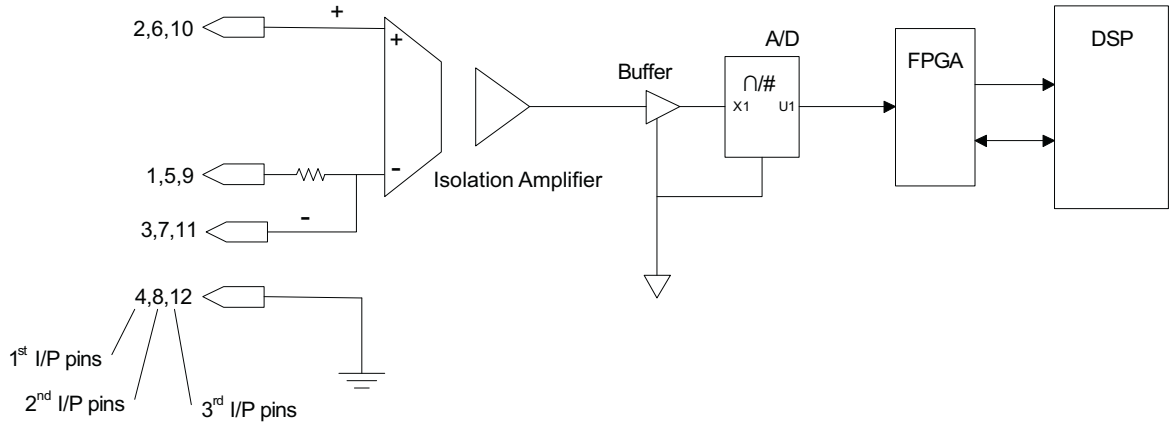 2,6,10
+
+
1,5,9
-
3,7,11
-
4,8,12
1st I/P pins
2nd I/P pins
3rd I/P pins
Isolation Amplifier
Buffer
A/D
∩/#
X1
U1
FPGA
DSP